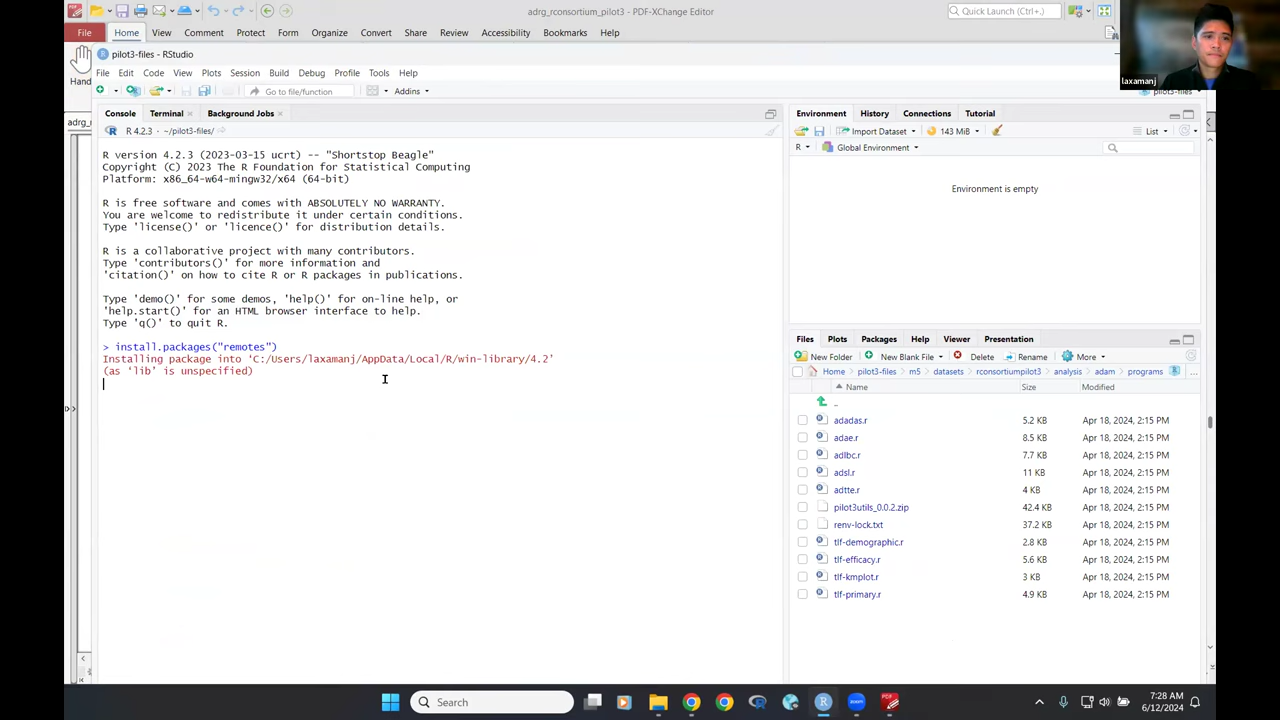 adrg_rconsortium_pilot3 - PDF-XChange Editor
Quick Launch (Ctrl+.)
File Home View Comment Protect Form Organize Convert Share Review Accessibility Bookmarks Help
pilot3-files - RStudio
laxamanj
Hand
File Edit Code View Plots Session Build Debug Profile Tools Help
Go to file/function
Addins
pilot3-files
adrg_r
Console Terminal Background Jobs
Environment History Connections Tutorial
R 4.2.3 · ~/pilot3-files/
Import Dataset 143 MiB List
R Global Environment
R version 4.2.3 (2023-03-15 ucrt) -- "Shortstop Beagle"
Copyright (C) 2023 The R Foundation for Statistical Computing
Platform: x86_64-w64-mingw32/x64 (64-bit)
Environment is empty
R is free software and comes with ABSOLUTELY NO WARRANTY.
You are welcome to redistribute it under certain conditions.
Type 'license()' or 'licence()' for distribution details.
R is a collaborative project with many contributors.
Type 'contributors()' for more information and
'citation()' on how to cite R or R packages in publications.
Type 'demo()' for some demos, 'help()' for on-line help, or
'help.start()' for an HTML browser interface to help.
Type 'q()' to quit R.
> install.packages("remotes")
Installing package into ‘C:/Users/laxamanj/AppData/Local/R/win-library/4.2’
(as ‘lib’ is unspecified)
Files Plots Packages Help Viewer Presentation
New Folder New Blank File Delete Rename More
Home pilot3-files m5 datasets rconsortiumpilot3 analysis adam programs ...
Name Size Modified
..
adadas.r 5.2 KB Apr 18, 2024, 2:15 PM
adae.r 8.5 KB Apr 18, 2024, 2:15 PM
adlbc.r 7.7 KB Apr 18, 2024, 2:15 PM
adsl.r 11 KB Apr 18, 2024, 2:15 PM
adtte.r 4 KB Apr 18, 2024, 2:15 PM
pilot3utils_0.0.2.zip 42.4 KB Apr 18, 2024, 2:15 PM
renv-lock.txt 37.2 KB Apr 18, 2024, 2:15 PM
tlf-demographic.r 2.8 KB Apr 18, 2024, 2:15 PM
tlf-efficacy.r 5.6 KB Apr 18, 2024, 2:15 PM
tlf-kmplot.r 3 KB Apr 18, 2024, 2:15 PM
tlf-primary.r 4.9 KB Apr 18, 2024, 2:15 PM
Search
zoom
7:28 AM
6/12/2024